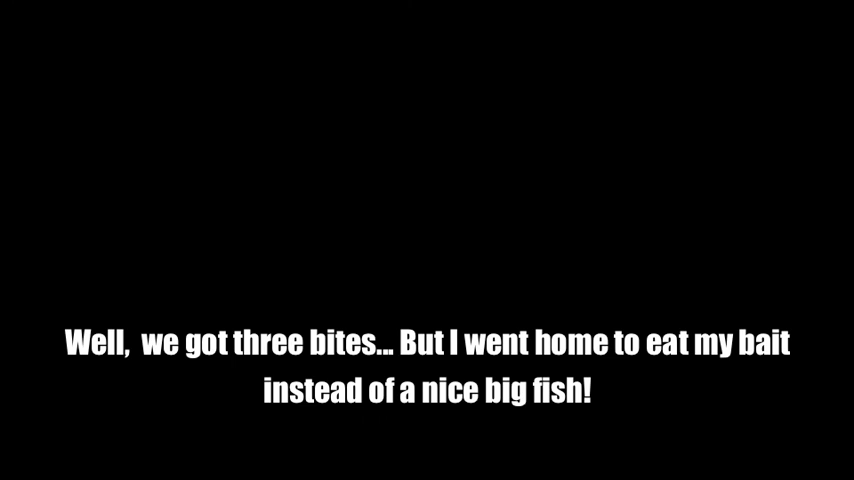 Well,  we got three bites... But I went home to eat my bait
instead of a nice big fish!